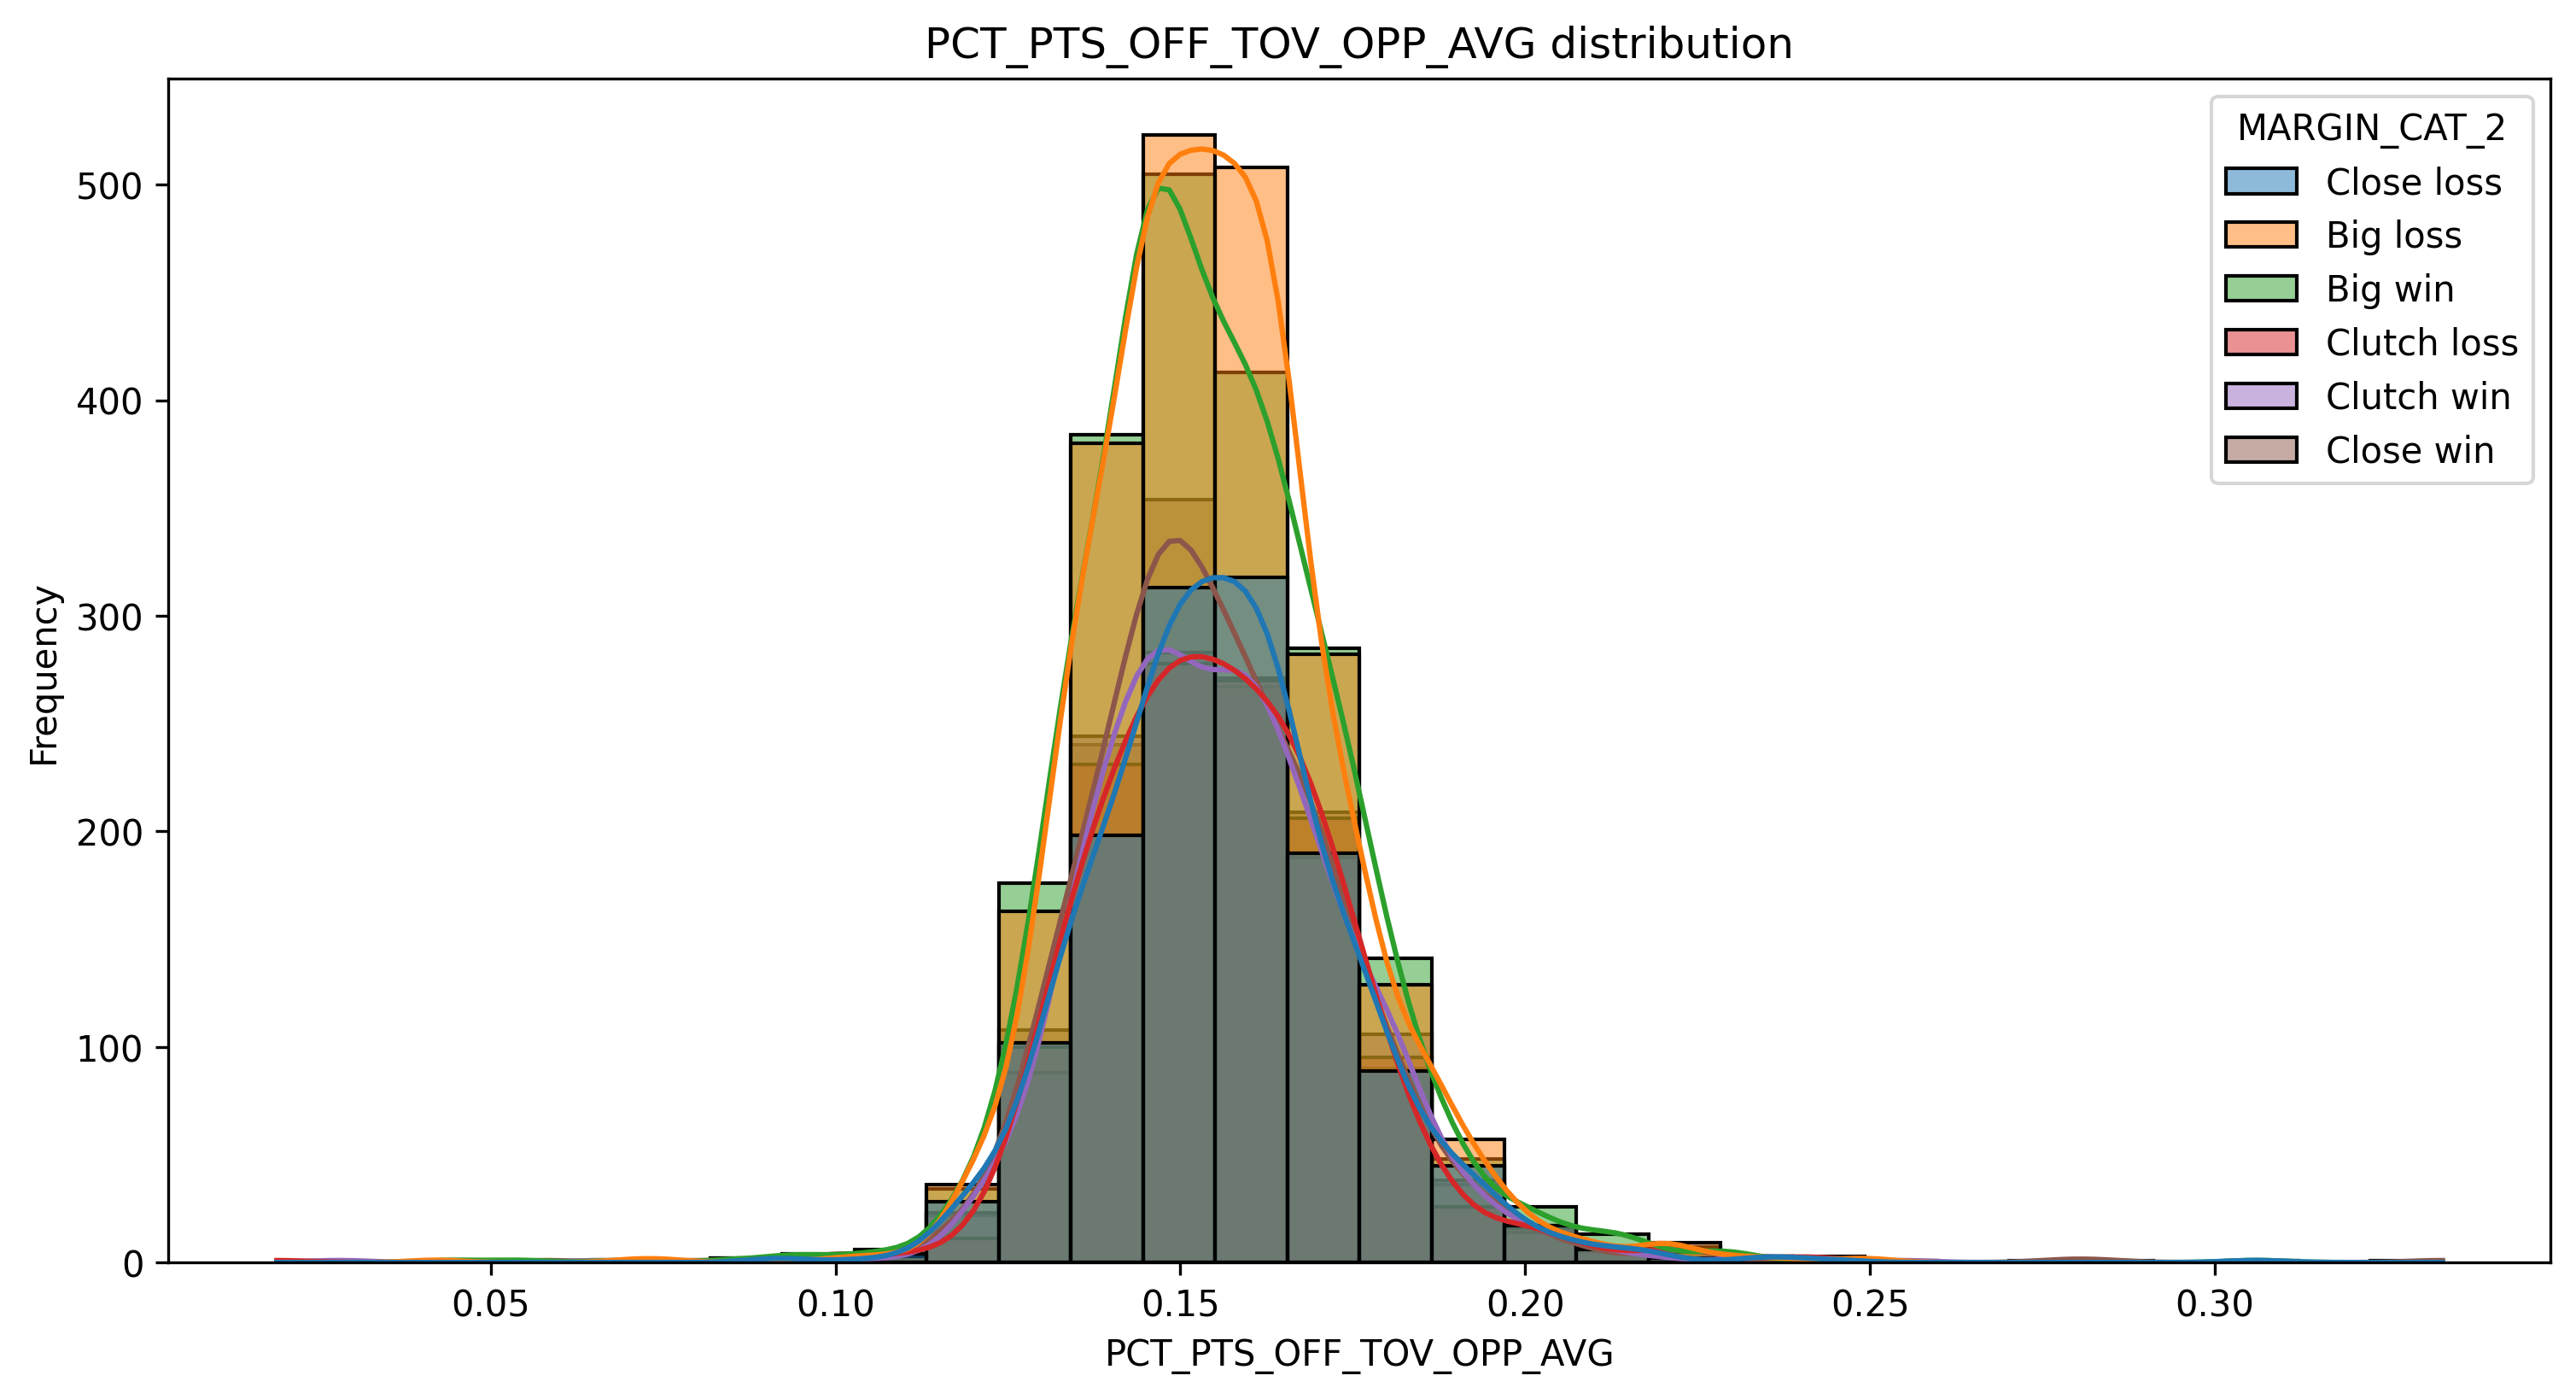 PCT_PTS_OFF_TOV_OPP_AVG distribution
MARGIN_CAT_2
Close loss
Big loss
Big win
Clutch loss
Clutch win
Close win
Frequency
500
400
300
200
100
0
0.05 0.10 0.15 0.20 0.25 0.30
PCT_PTS_OFF_TOV_OPP_AVG